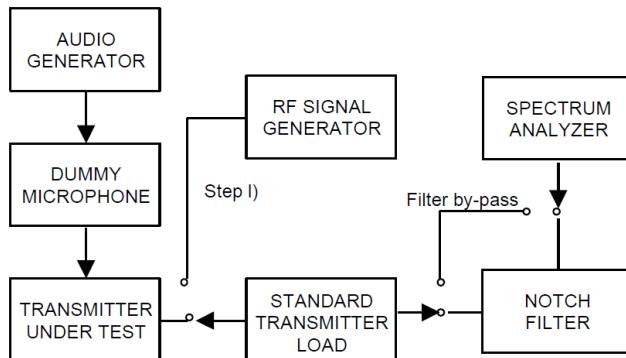 AUDIO
GENERATOR
RF SIGNAL
GENERATOR
SPECTRUM
ANALYZER
DUMMY
MICROPHONE
Step I)
Filter by-pass
TRANSMITTER
UNDER TEST
STANDARD
TRANSMITTER
LOAD
NOTCH
FILTER